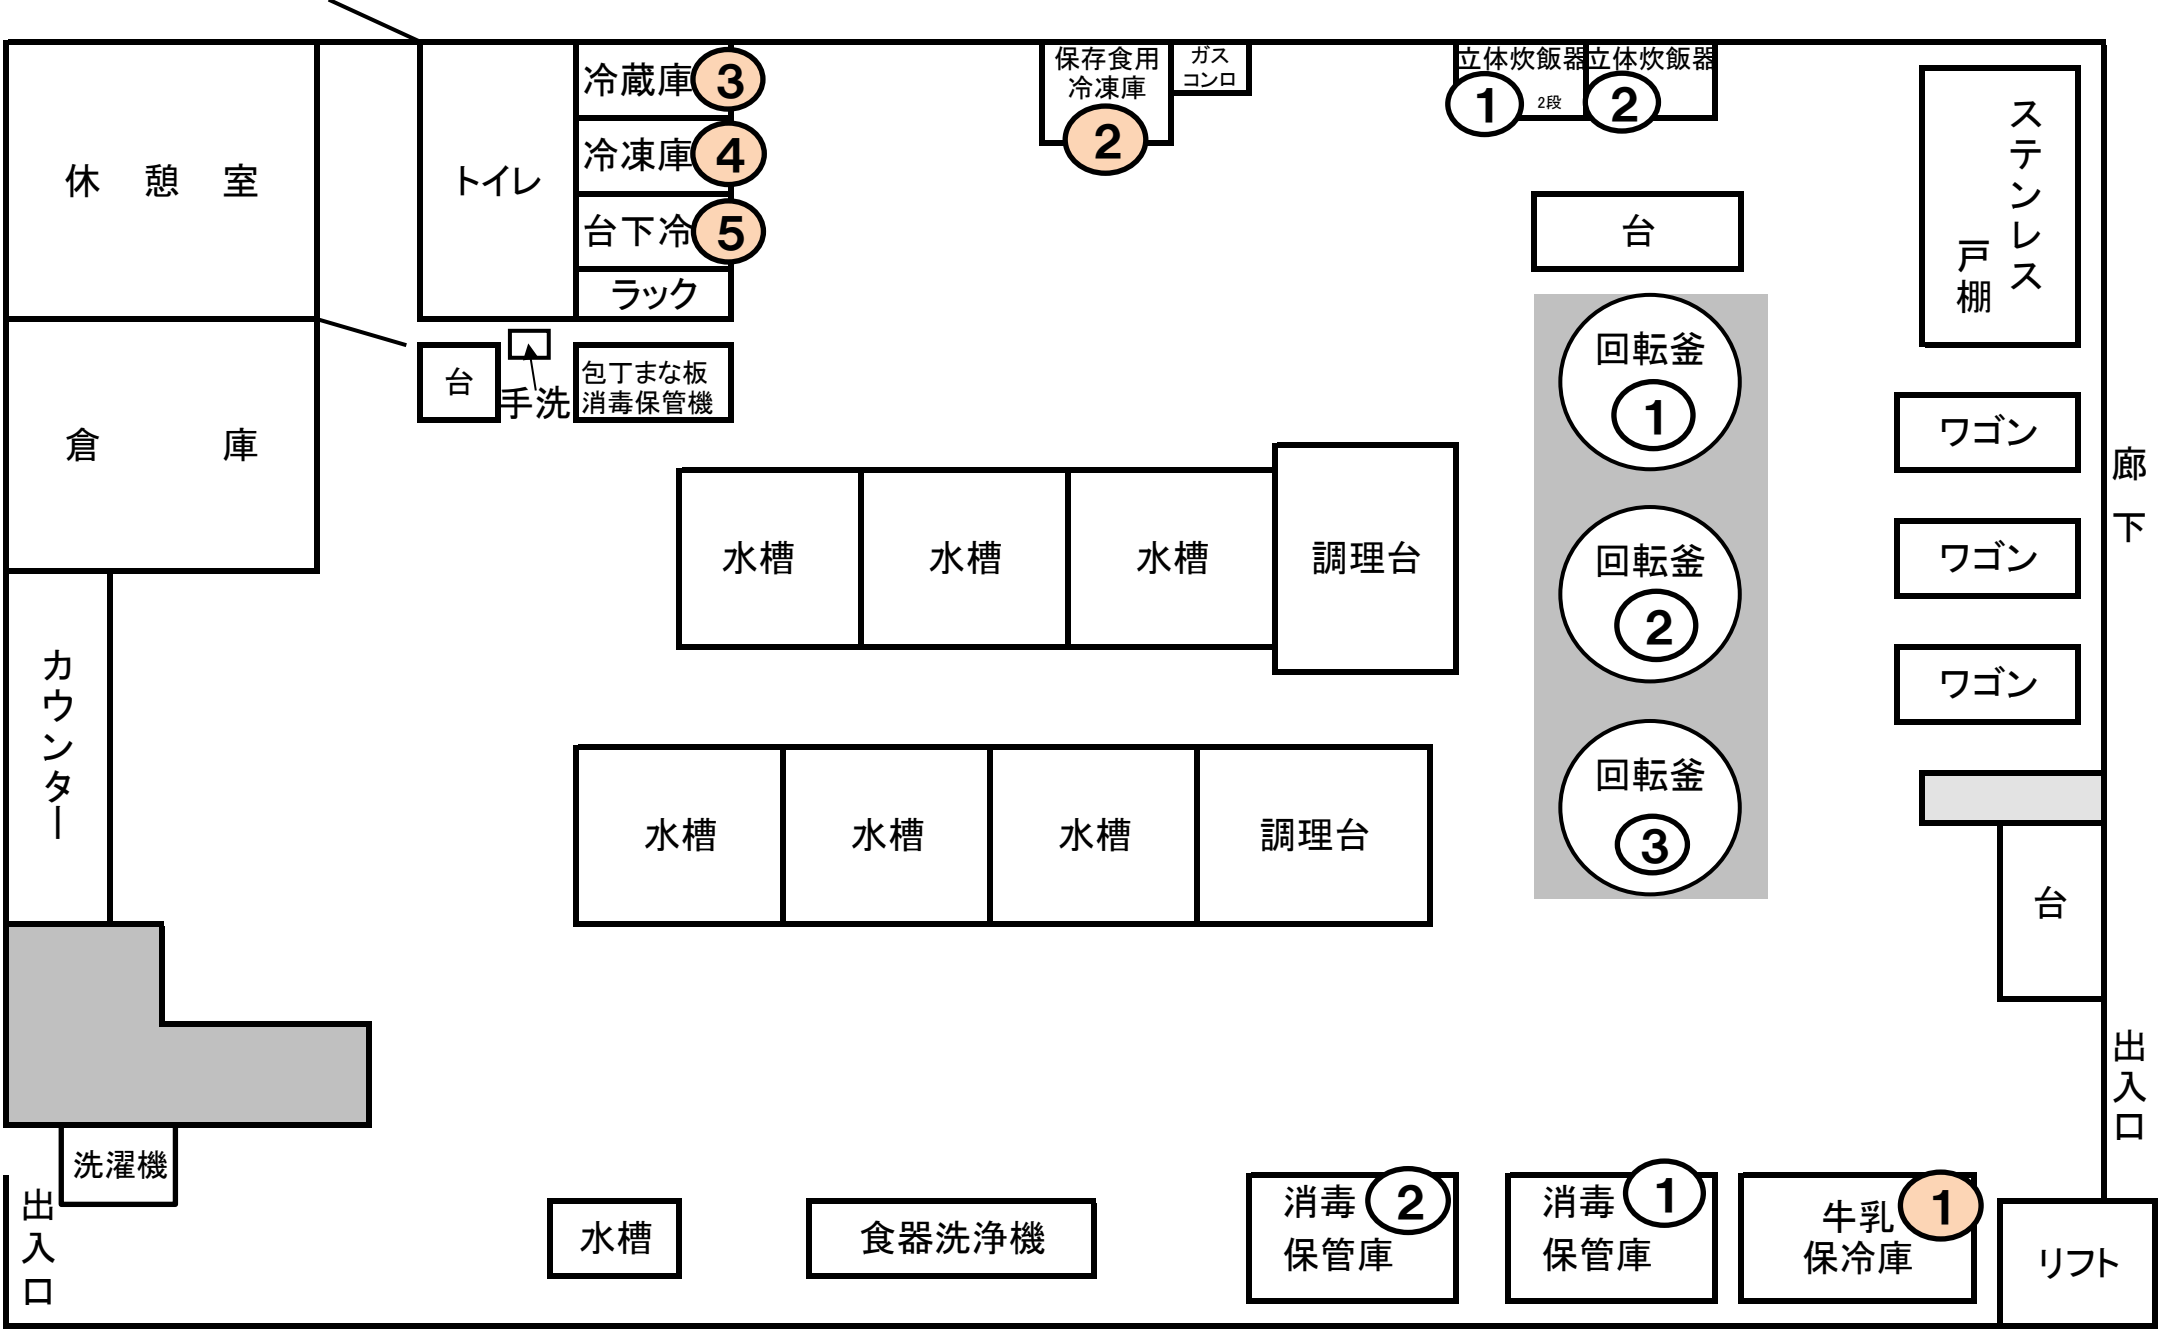 休憩室
トイレ
冷蔵庫 3
冷凍庫 4
台下冷 5
ラック
保存食用
冷凍庫
2
ガス
コンロ
立体炊飯器
1 2段
立体炊飯器
2
台
ステンレス
戸棚
倉庫
台
手洗
包丁まな板
消毒保管機
回転釜
1
ワゴン
廊下
水槽
水槽
水槽
調理台
回転釜
2
ワゴン
ワゴン
カウンター
水槽
水槽
水槽
調理台
回転釜
3
台
出入口
洗濯機
出入口
水槽
食器洗浄機
消毒 2
保管庫
消毒 1
保管庫
牛乳 1
保冷庫
リフト